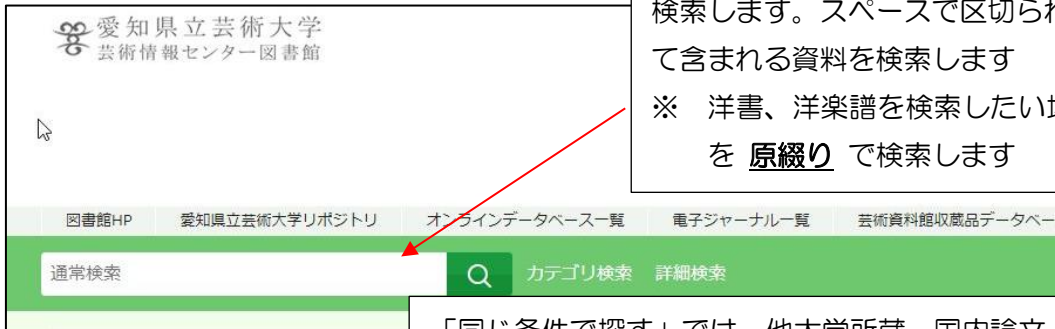 愛知県立芸術大学
芸術情報センター図書館
検索します。スペースで区切られ
て含まれる資料を検索します
※ 洋書、洋楽譜を検索したい
を 原綴り で検索します
図書館HP 愛知県立芸術大学リポジトリ オンラインデータベース一覧 電子ジャーナル一覧 芸術資料館収蔵品データベー
通常検索 カテゴリ検索 詳細検索
「同じ条件で探す」では、他大学所蔵、国内論文